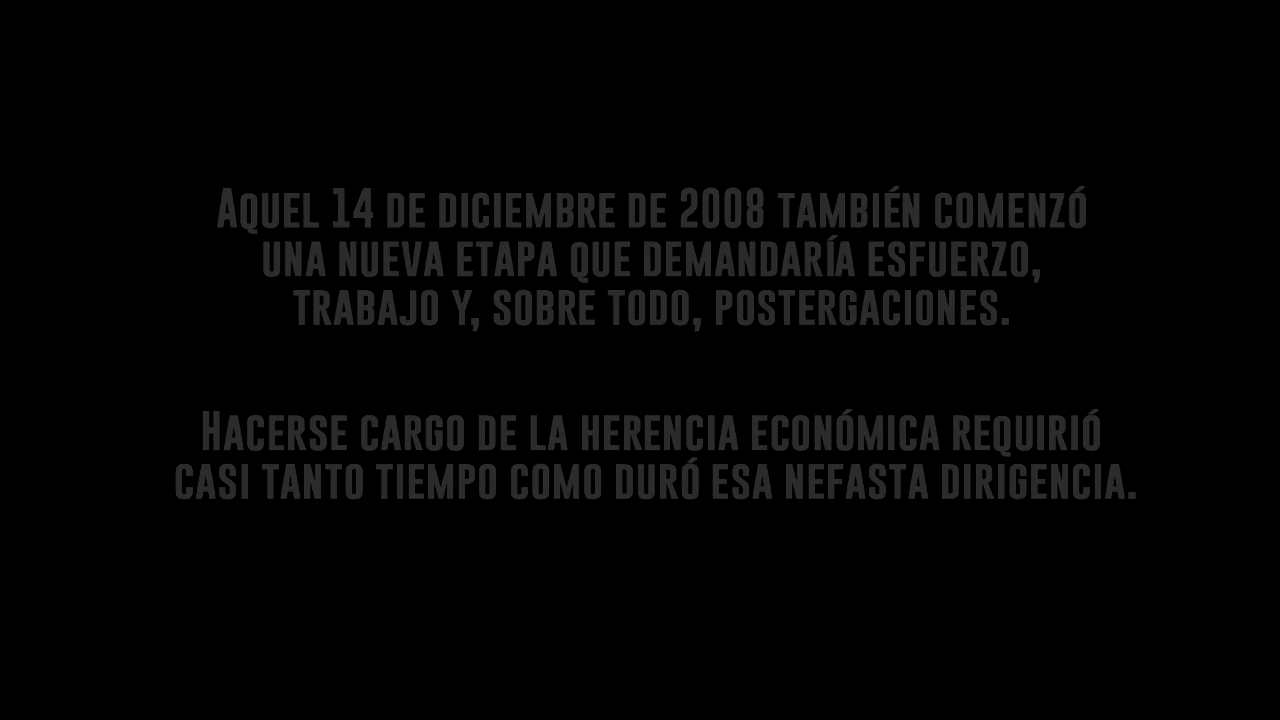 Aquel 14 de diciembre de 2008 también comenzó
una nueva etapa que demandaría esfuerzo,
trabajo y, sobre todo, postergaciones.
Hacerse cargo de la herencia económica requirió
casi tanto tiempo como duró esa nefasta dirigencia.